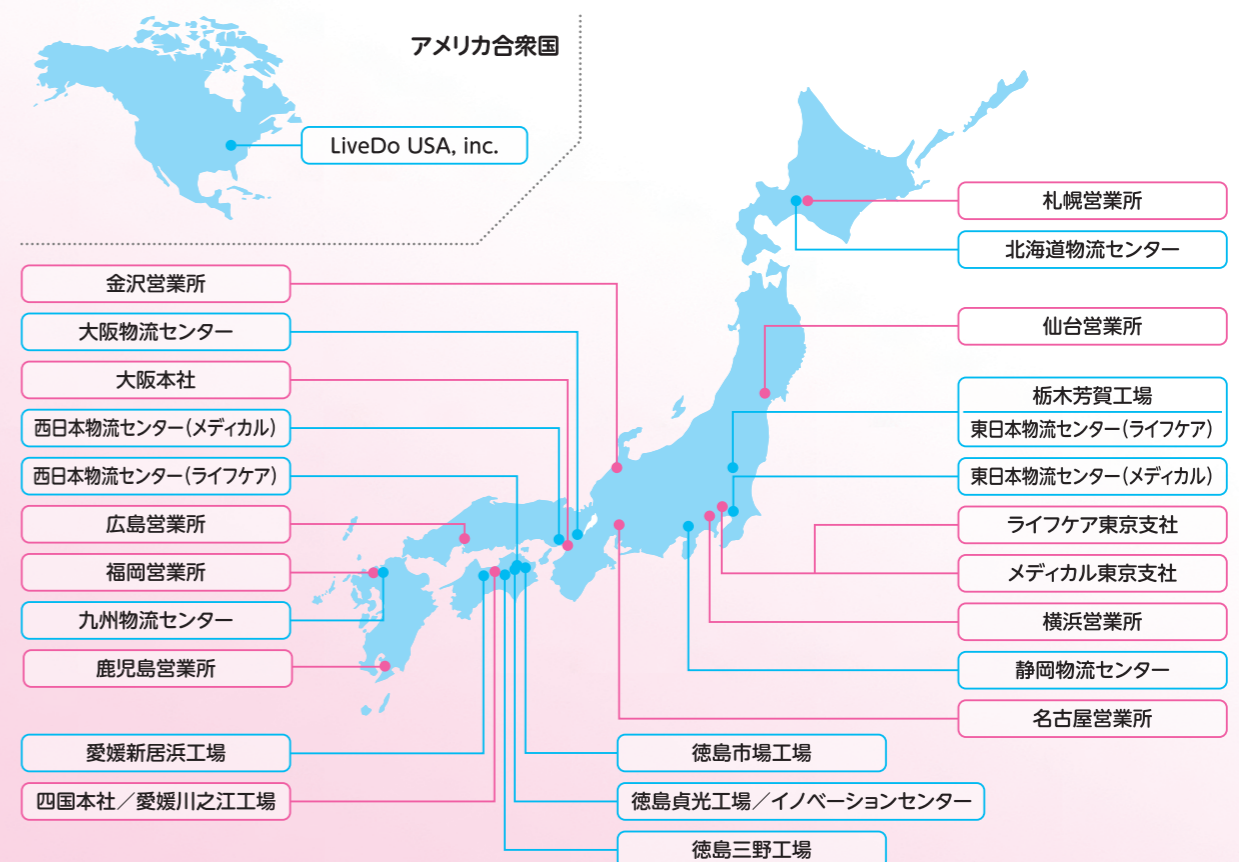 アメリカ合衆国
LiveDo USA, inc.
金沢営業所
大阪物流センター
大阪本社
西日本物流センター（メディカル）
西日本物流センター（ライフケア）
広島営業所
福岡営業所
九州物流センター
鹿児島営業所
愛媛新居浜工場
四国本社／愛媛川之江工場
札幌営業所
北海道物流センター
仙台営業所
栃木芳賀工場
東日本物流センター（ライフケア）
東日本物流センター（メディカル）
ライフケア東京支社
メディカル東京支社
横浜営業所
静岡物流センター
名古屋営業所
徳島市場工場
徳島貞光工場／イノベーションセンター
徳島三野工場